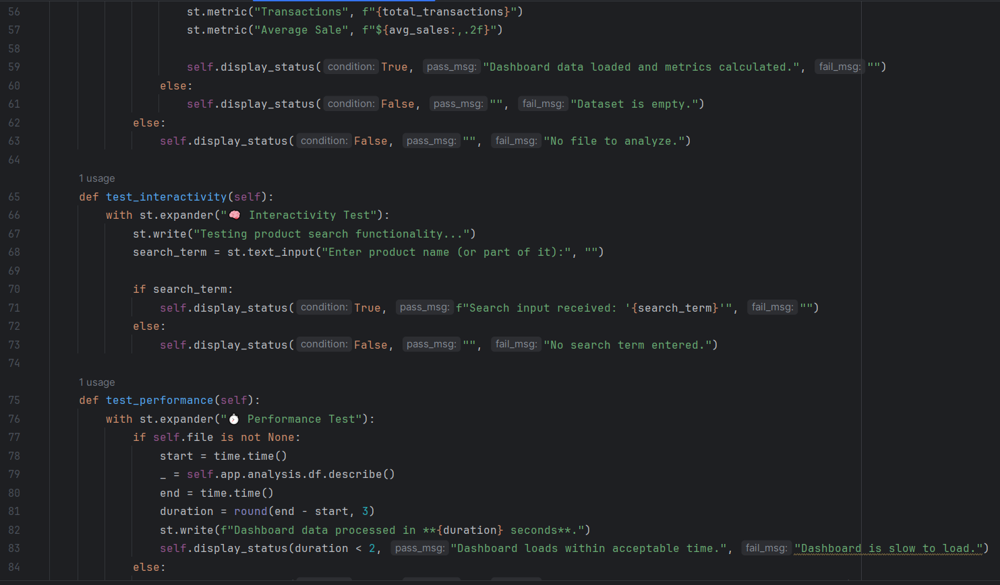 56 st.metric("Transactions", f"{total_transactions}")
57 st.metric("Average Sale", f"${avg_sales:,.2f}")
58
59 self.display_status( condition: True, pass_msg: "Dashboard data loaded and metrics calculated.", fail_msg: "")
60 else:
61 self.display_status( condition: False, pass_msg: "", fail_msg: "Dataset is empty.")
62 else:
63 self.display_status( condition: False, pass_msg: "", fail_msg: "No file to analyze.")
64
1 usage
65 def test_interactivity(self):
66 with st.expander("🧠 Interactivity Test"):
67 st.write("Testing product search functionality...")
68 search_term = st.text_input("Enter product name (or part of it):", "")
69
70 if search_term:
71 self.display_status( condition: True, pass_msg: f"Search input received: '{search_term}'", fail_msg: "")
72 else:
73 self.display_status( condition: False, pass_msg: "", fail_msg: "No search term entered.")
74
1 usage
75 def test_performance(self):
76 with st.expander("⏱ Performance Test"):
77 if self.file is not None:
78 start = time.time()
79 _ = self.app.analysis.df.describe()
80 end = time.time()
81 duration = round(end - start, 3)
82 st.write(f"Dashboard data processed in **{duration} seconds**.")
83 self.display_status(duration < 2, pass_msg: "Dashboard loads within acceptable time.", fail_msg: "Dashboard is slow to load.")
84 else: